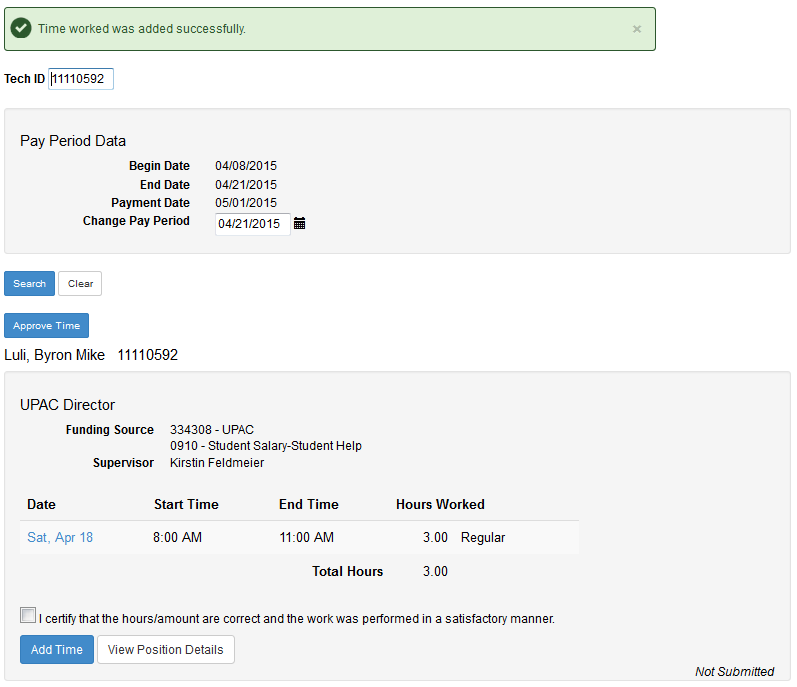 Time worked was added successfully. ×
Tech ID 11110592
Pay Period Data
Begin Date 04/08/2015
End Date 04/21/2015
Payment Date 05/01/2015
Change Pay Period 04/21/2015
Search Clear
Approve Time
Luli, Byron Mike 11110592
UPAC Director
Funding Source 334308 - UPAC
0910 - Student Salary-Student Help
Supervisor Kirstin Feldmeier
Date Start Time End Time Hours Worked
Sat, Apr 18 8:00 AM 11:00 AM 3.00 Regular
Total Hours 3.00
I certify that the hours/amount are correct and the work was performed in a satisfactory manner.
Add Time View Position Details
Not Submitted